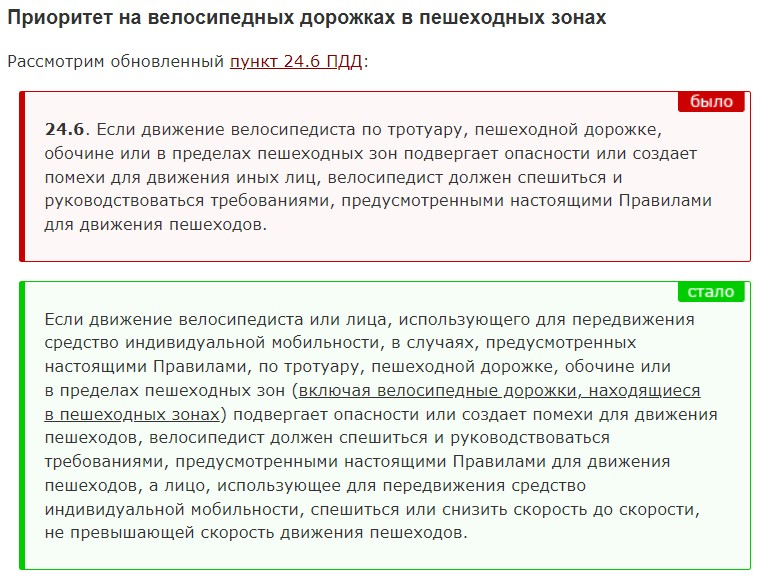 Приоритет на велосипедных дорожках в пешеходных зонах
Рассмотрим обновленный пункт 24.6 ПДД:
было
24.6. Если движение велосипедиста по тротуару, пешеходной дорожке,
обочине или в пределах пешеходных зон подвергает опасности или создает
помехи для движения иных лиц, велосипедист должен спешиться и
руководствоваться требованиями, предусмотренными настоящими Правилами
для движения пешеходов.
стало
Если движение велосипедиста или лица, использующего для передвижения
средство индивидуальной мобильности, в случаях, предусмотренных
настоящими Правилами, по тротуару, пешеходной дорожке, обочине или
в пределах пешеходных зон (включая велосипедные дорожки, находящиеся
в пешеходных зонах) подвергает опасности или создает помехи для движения
пешеходов, велосипедист должен спешиться и руководствоваться
требованиями, предусмотренными настоящими Правилами для движения
пешеходов, а лицо, использующее для передвижения средство
индивидуальной мобильности, спешиться или снизить скорость до скорости,
не превышающей скорость движения пешеходов.